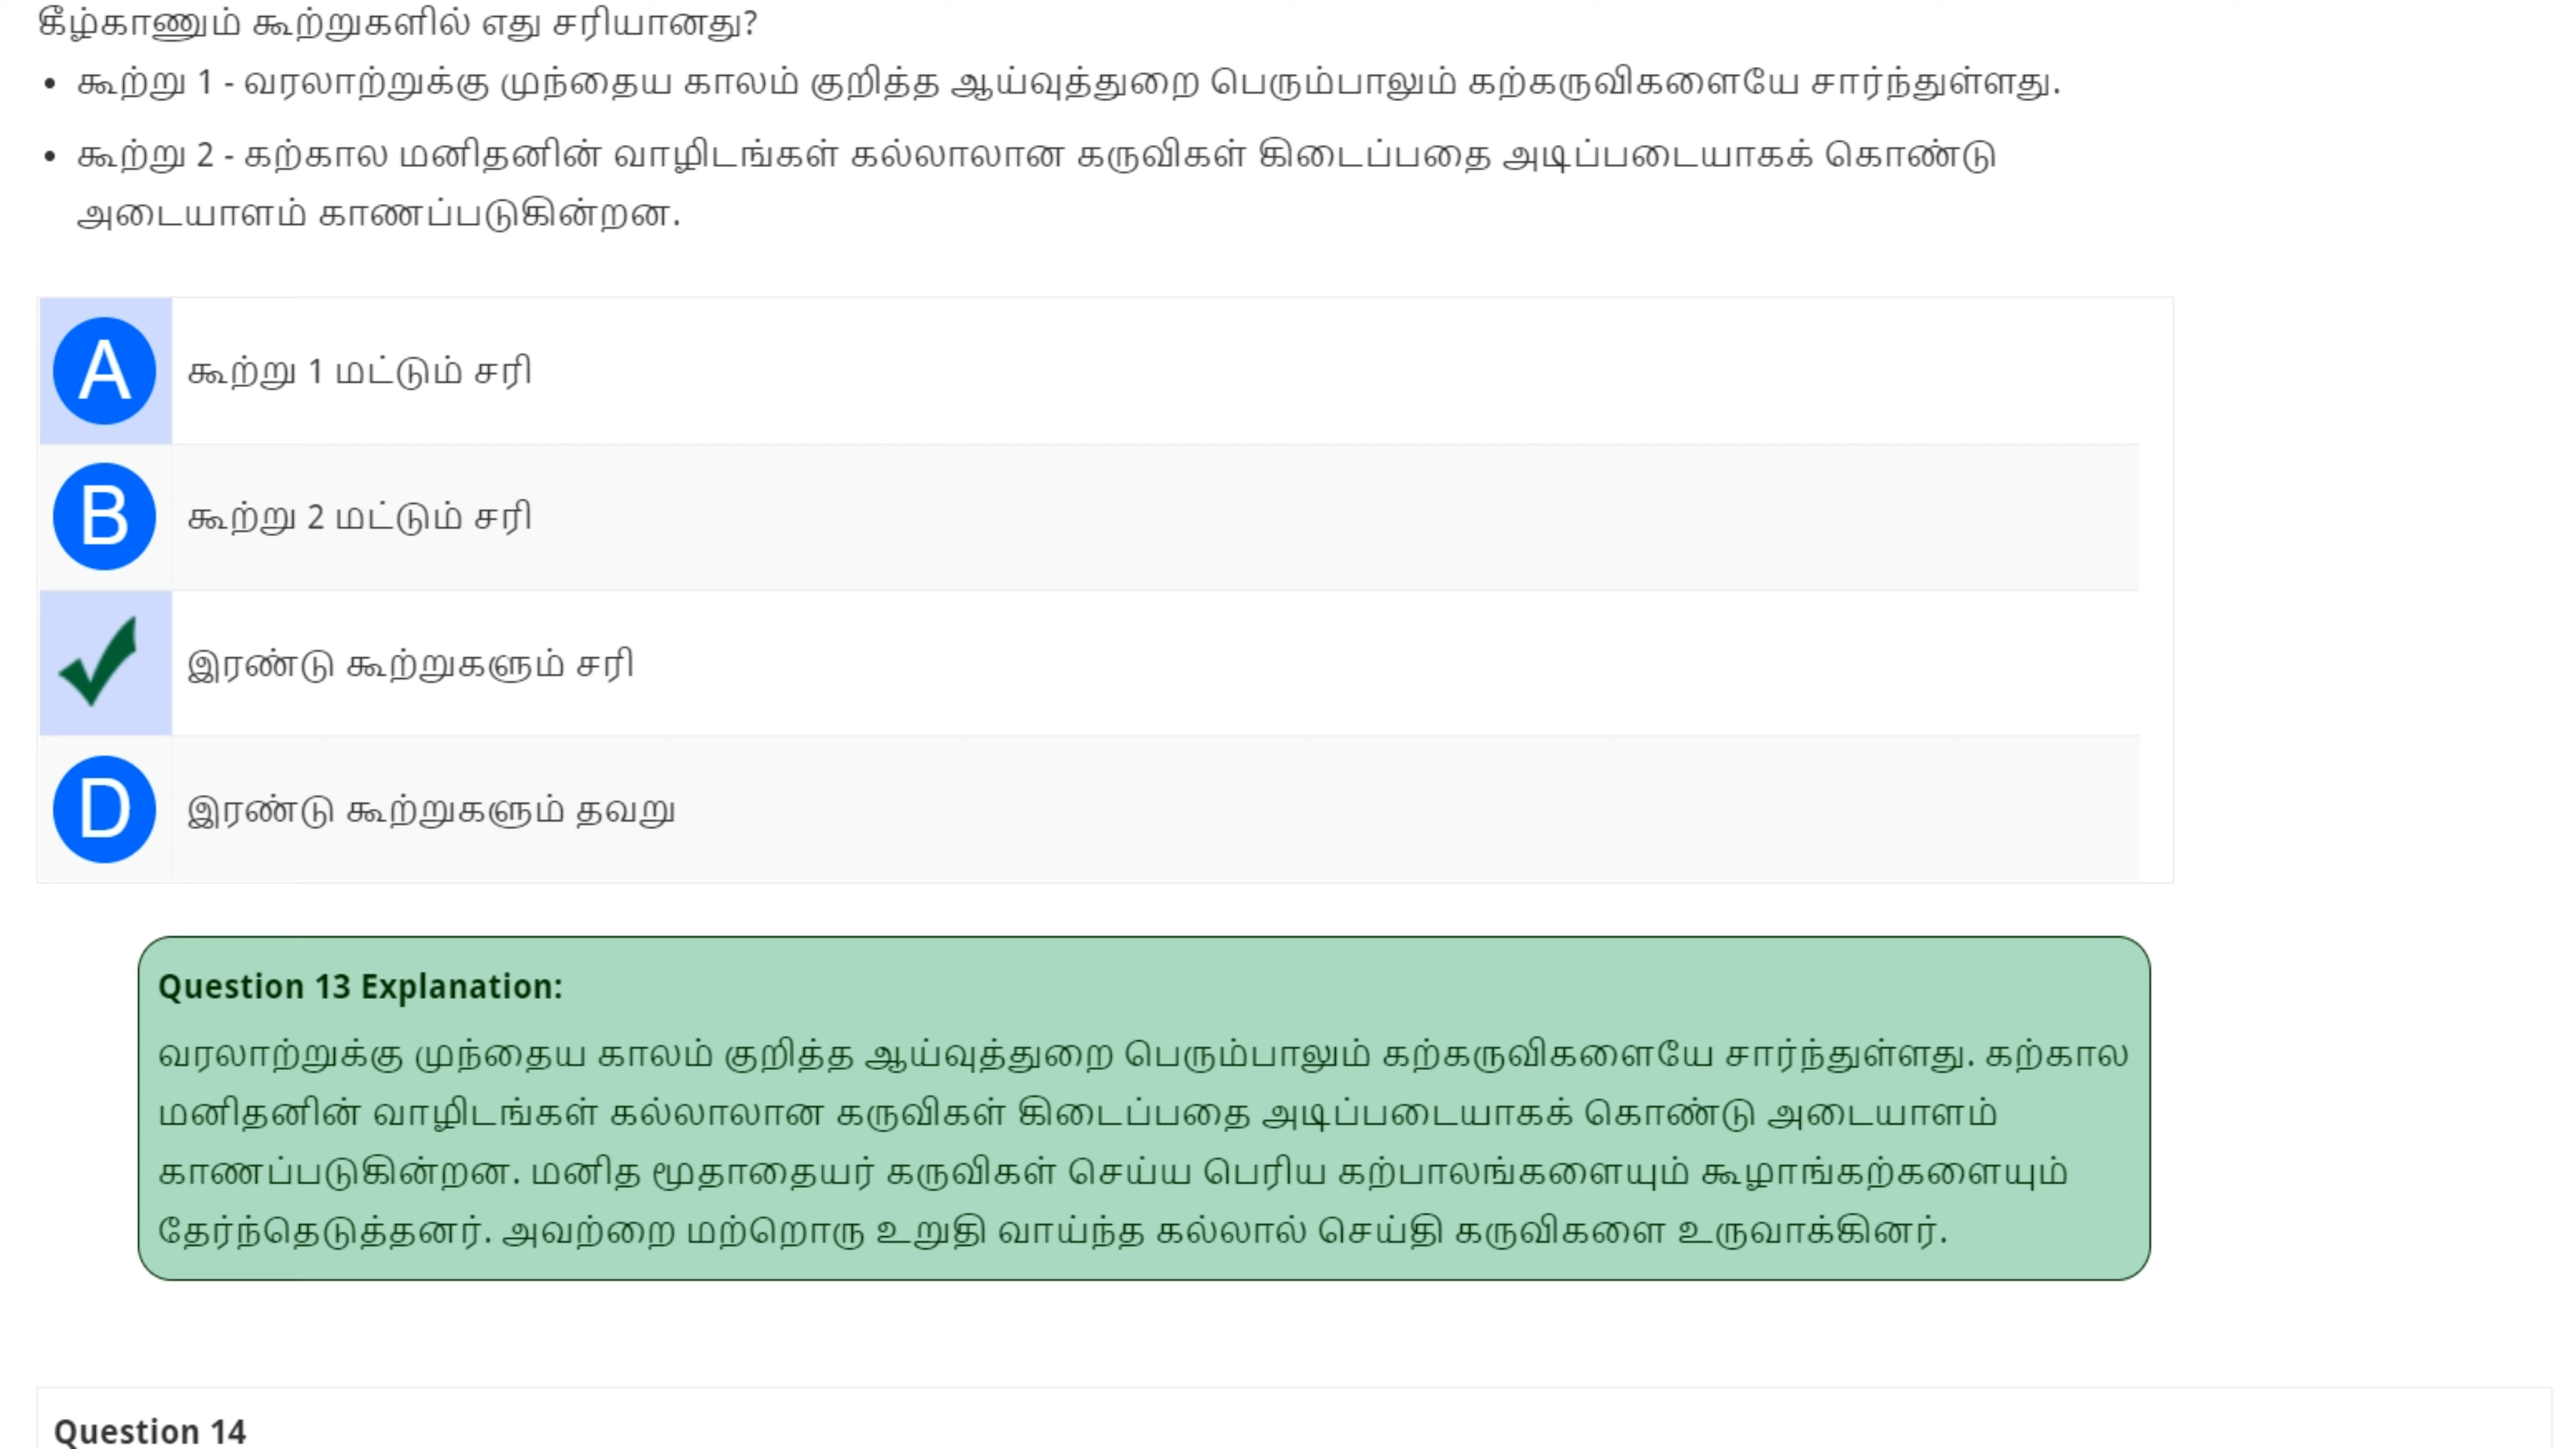 கீழ்காணும் கூற்றுகளில் எது சரியானது?
• கூற்று 1 - வரலாற்றுக்கு முந்தைய காலம் குறித்த ஆய்வுத்துறை பெரும்பாலும் கற்கருவிகளையே சார்ந்துள்ளது.
• கூற்று 2 - கற்கால மனிதனின் வாழிடங்கள் கல்லாலான கருவிகள் கிடைப்பதை அடிப்படையாகக் கொண்டு
அடையாளம் காணப்படுகின்றன.
A கூற்று 1 மட்டும் சரி
B கூற்று 2 மட்டும் சரி
இரண்டு கூற்றுகளும் சரி
D இரண்டு கூற்றுகளும் தவறு
Question 13 Explanation:
வரலாற்றுக்கு முந்தைய காலம் குறித்த ஆய்வுத்துறை பெரும்பாலும் கற்கருவிகளையே சார்ந்துள்ளது. கற்கால
மனிதனின் வாழிடங்கள் கல்லாலான கருவிகள் கிடைப்பதை அடிப்படையாகக் கொண்டு அடையாளம்
காணப்படுகின்றன. மனித மூதாதையர் கருவிகள் செய்ய பெரிய கற்பாலங்களையும் கூழாங்கற்களையும்
தேர்ந்தெடுத்தனர். அவற்றை மற்றொரு உறுதி வாய்ந்த கல்லால் செய்தி கருவிகளை உருவாக்கினர்.
Question 14